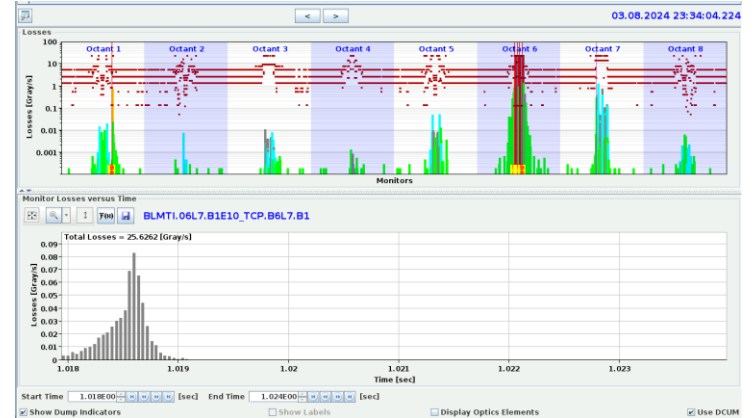 < >
03.08.2024 23:34:04.224
Losses
Octant 1 Octant 2 Octant 3 Octant 4 Octant 5 Octant 6 Octant 7 Octant 8
Losses [Gray/s]
100
10
1
0.1
0.01
0.001
Monitors
Monitor Losses versus Time
F(t) BLMTI.06L7.B1E10_TCP.B6L7.B1
Total Losses = 25.6262 [Gray/s]
Losses [Gray/s]
0.09
0.08
0.07
0.06
0.05
0.04
0.03
0.02
0.01
0
1.018 1.019 1.02 1.021 1.022 1.023
Time [sec]
Start Time 1.018E00 [sec] End Time 1.024E00 [sec]
Show Dump Indicators Show Labels Display Optics Elements Use DCUM